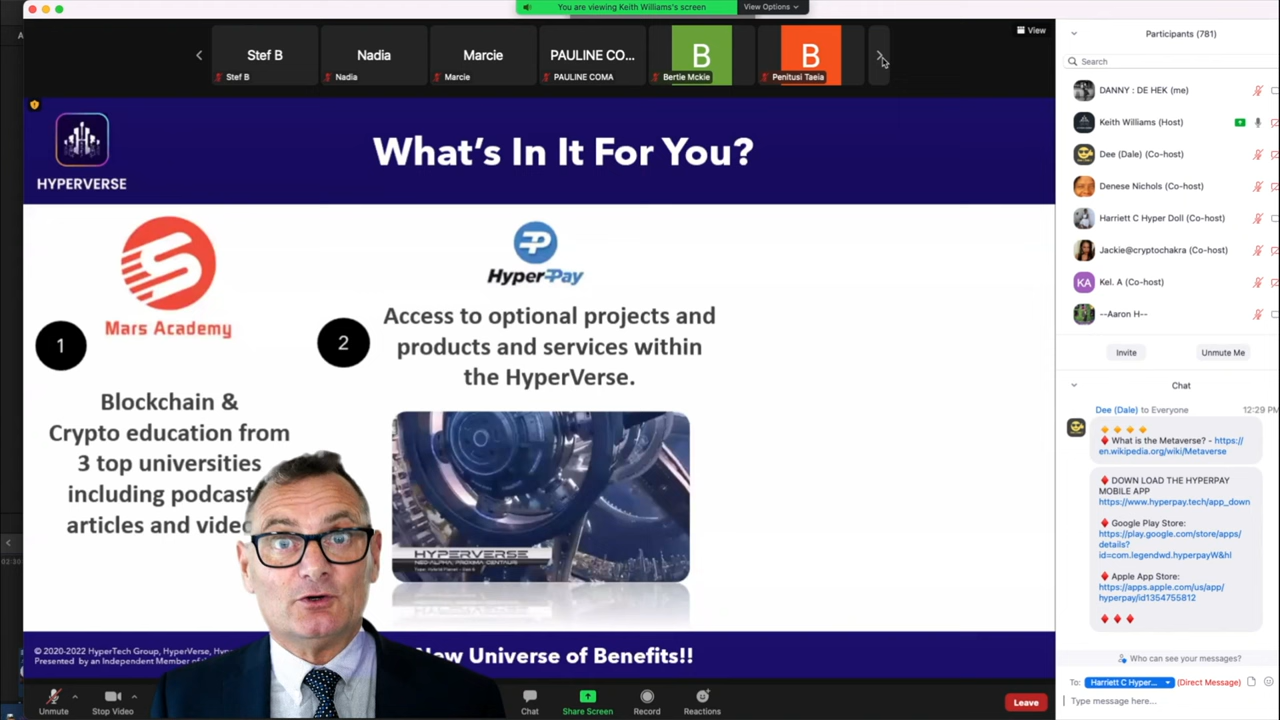 You are viewing Keith Williams's screen
View Options
View
Stef B
Nadia
Marcie
PAULINE CO...
B
B
Stef B
Nadia
Marcie
PAULINE COMA
Bertie Mckie
Penitusi Taeia
HYPERVERSE
What's In It For You?
Mars Academy
1
Blockchain &
Crypto education from
3 top universities
including podcast
articles and vide
HyperPay
2
Access to optional projects and
products and services within
the HyperVerse.
HYPERVERSE
NEO-ALPHA, PROXIMA CENTAURI
© 2020-2022 HyperTech Group, HyperVerse,
Presented by an Independent Member of
New Universe of Benefits!!
Unmute
Stop Video
Chat
Share Screen
Record
Reactions
Leave
Participants (781)
Search
DANNY : DE HEK (me)
Keith Williams (Host)
Dee (Dale) (Co-host)
Denese Nichols (Co-host)
Harriett C Hyper Doll (Co-host)
Jackie@cryptochakra (Co-host)
KA
Kel. A (Co-host)
--Aaron H--
Invite
Unmute Me
Chat
Dee (Dale) to Everyone
12:29 PM
What is the Metaverse? - https://
en.wikipedia.org/wiki/Metaverse
DOWN LOAD THE HYPERPAY
MOBILE APP
https://www.hyperpay.tech/app_down
Google Play Store:
https://play.google.com/store/apps/
details?
id=com.legendwd.hyperpayW&hl
Apple App Store:
https://apps.apple.com/us/app/
hyperpay/id1354755812
Who can see your messages?
To:
Harriett C Hyper...
(Direct Message)
Type message here...